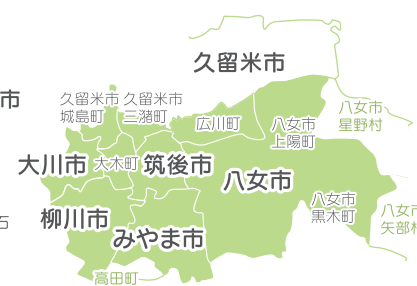 久留米市
市
久留米市
城島町
久留米市
三潴町
八女市
星野村
広川町
八女市
上陽町
大川市
大木町
筑後市
八女市
八女市
黒木町
柳川市
八女市
矢部村
石
みやま市
高田町